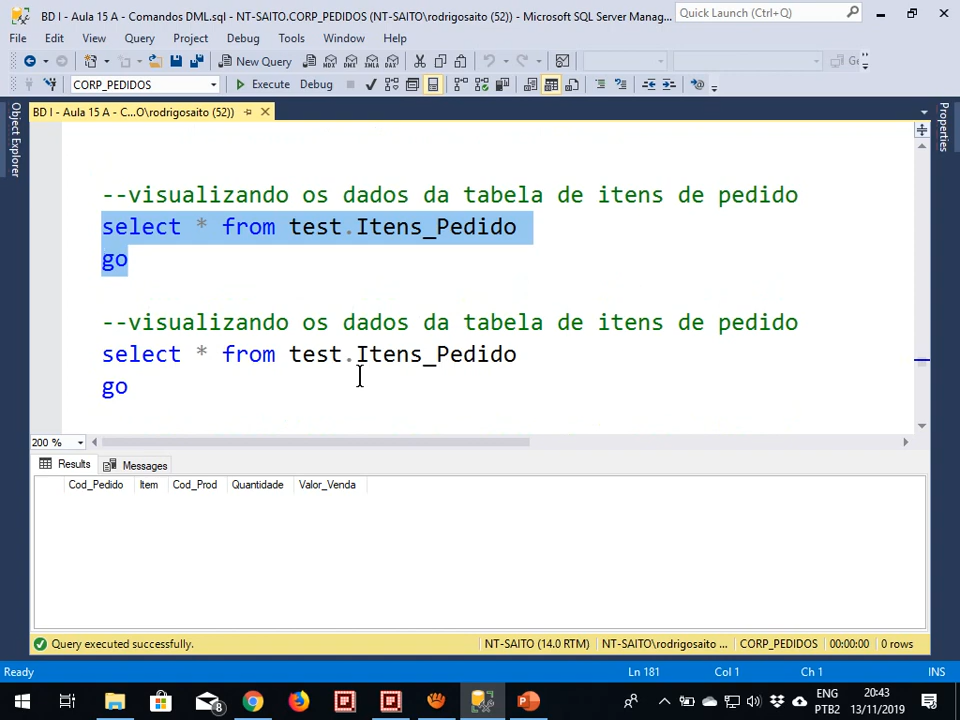 BD I - Aula 15 A - Comandos DML.sql - NT-SAITO.CORP_PEDIDOS (NT-SAITO\rodrigosaito (52)) - Microsoft SQL Server Manag...
Quick Launch (Ctrl+Q)
File Edit View Query Project Debug Tools Window Help
New Query
CORP_PEDIDOS
Execute Debug
BD I - Aula 15 A - C...O\rodrigosaito (52))
Object Explorer
Properties
--visualizando os dados da tabela de itens de pedido
select * from test.Itens_Pedido
go
--visualizando os dados da tabela de itens de pedido
select * from test.Itens_Pedido
go
200 %
Results Messages
Cod_Pedido Item Cod_Prod Quantidade Valor_Venda
Query executed successfully. NT-SAITO (14.0 RTM) NT-SAITO\rodrigosaito ... CORP_PEDIDOS 00:00:00 0 rows
Ready Ln 181 Col 1 Ch 1 INS
8
ENG 20:43
PTB2 13/11/2019